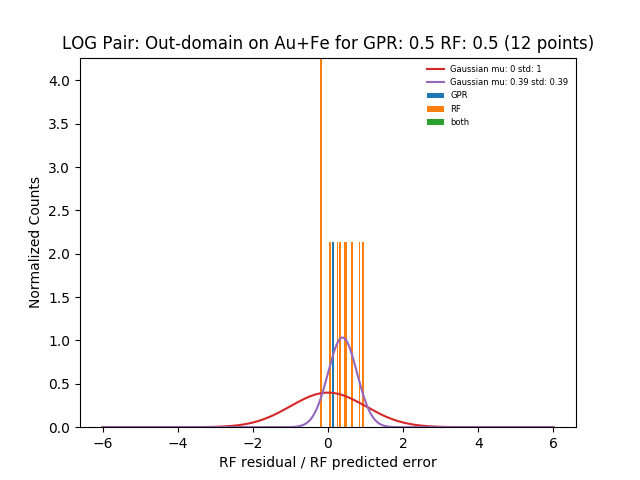 LOG Pair: Out-domain on Au+Fe for GPR: 0.5 RF: 0.5 (12 points)
Gaussian mu: 0 std: 1
Gaussian mu: 0.39 std: 0.39
GPR
RF
both
Normalized Counts
4.0
3.5
3.0
2.5
2.0
1.5
1.0
0.5
0.0
−6 −4 −2 0 2 4 6
RF residual / RF predicted error